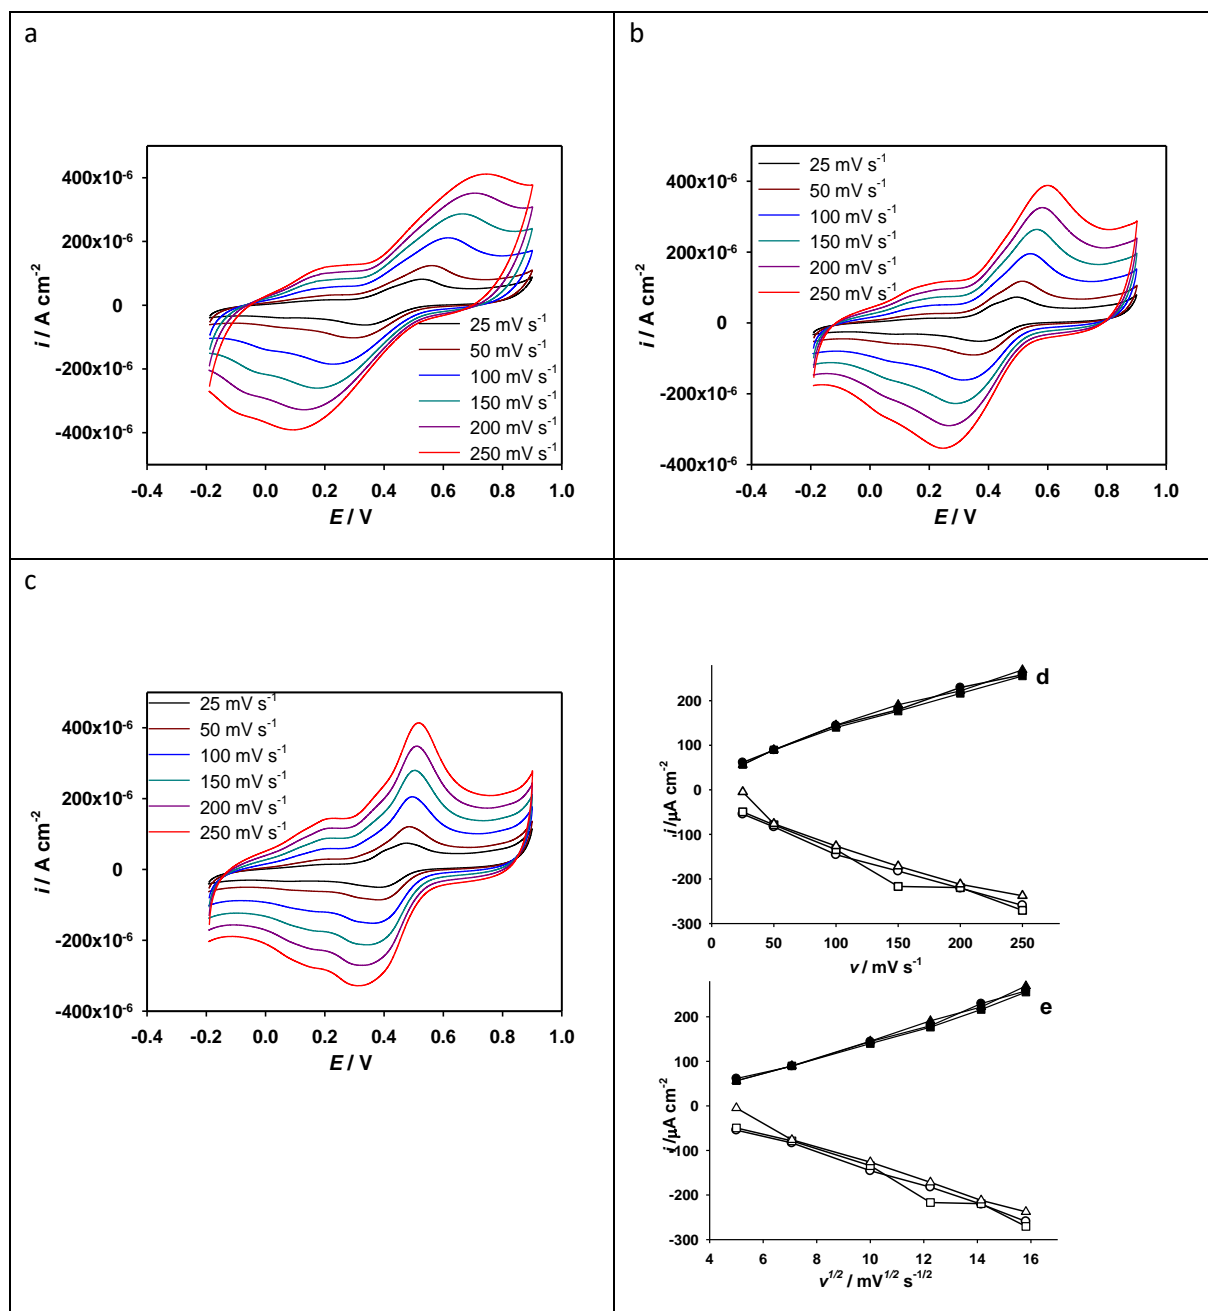 a
400x10⁻⁶
200x10⁻⁶
0
-200x10⁻⁶
-400x10⁻⁶
i / A cm⁻²
25 mV s⁻¹
50 mV s⁻¹
100 mV s⁻¹
150 mV s⁻¹
200 mV s⁻¹
250 mV s⁻¹
-0.4 -0.2 0.0 0.2 0.4 0.6 0.8 1.0
E / V
b
400x10⁻⁶
200x10⁻⁶
0
-200x10⁻⁶
-400x10⁻⁶
i / A cm⁻²
25 mV s⁻¹
50 mV s⁻¹
100 mV s⁻¹
150 mV s⁻¹
200 mV s⁻¹
250 mV s⁻¹
-0.4 -0.2 0.0 0.2 0.4 0.6 0.8 1.0
E / V
c
400x10⁻⁶
200x10⁻⁶
0
-200x10⁻⁶
-400x10⁻⁶
i / A cm⁻²
25 mV s⁻¹
50 mV s⁻¹
100 mV s⁻¹
150 mV s⁻¹
200 mV s⁻¹
250 mV s⁻¹
-0.4 -0.2 0.0 0.2 0.4 0.6 0.8 1.0
E / V
d
200
100
0
-100
-200
-300
i /µA cm⁻²
0 50 100 150 200 250
v / mV s⁻¹
e
200
100
0
-100
-200
-300
i /µA cm⁻²
4 6 8 10 12 14 16
v¹ᐟ² / mV¹ᐟ² s⁻¹ᐟ²